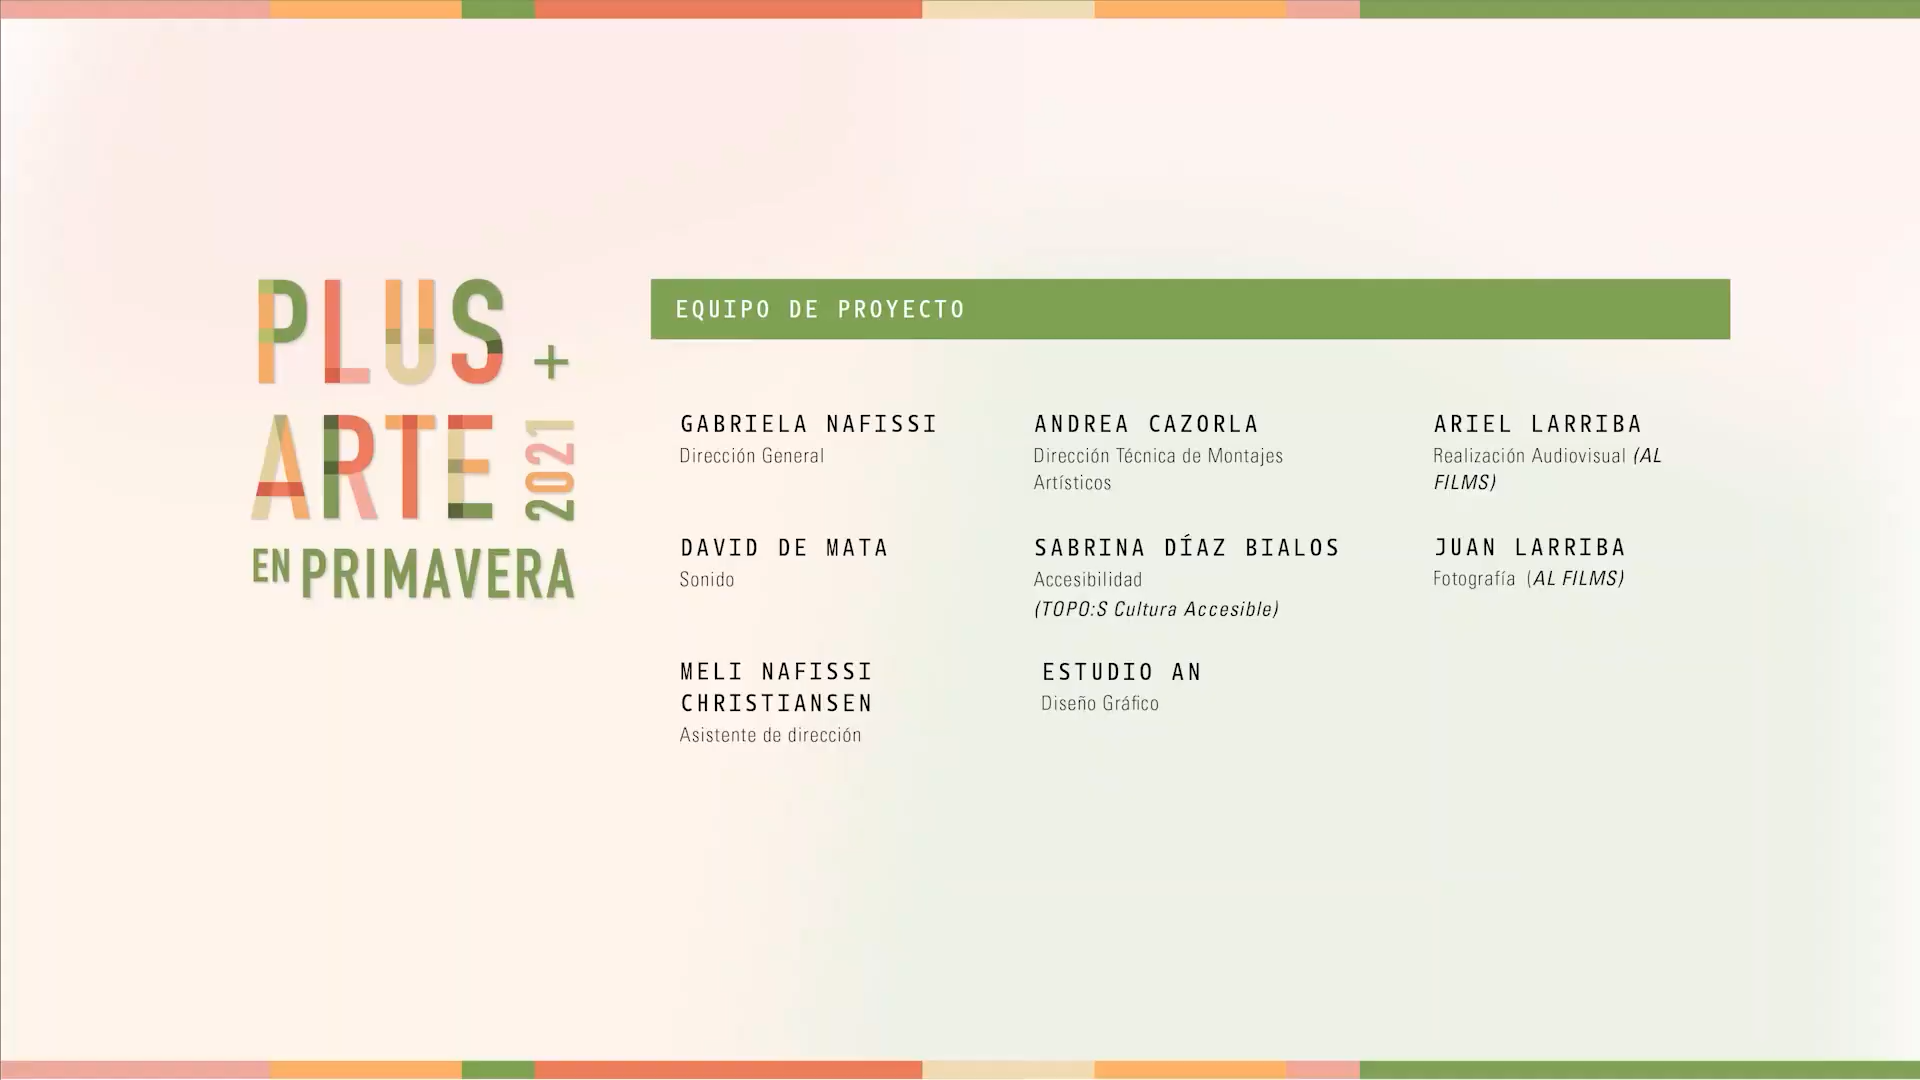 PLUS +
ARTE 2021
EN PRIMAVERA
EQUIPO DE PROYECTO
GABRIELA NAFISSI
Dirección General
ANDREA CAZORLA
Dirección Técnica de Montajes
Artísticos
ARIEL LARRIBA
Realización Audiovisual (AL
FILMS)
DAVID DE MATA
Sonido
SABRINA DÍAZ BIALOS
Accesibilidad
(TOPO:S Cultura Accesible)
JUAN LARRIBA
Fotografía (AL FILMS)
MELI NAFISSI
CHRISTIANSEN
Asistente de dirección
ESTUDIO AN
Diseño Gráfico